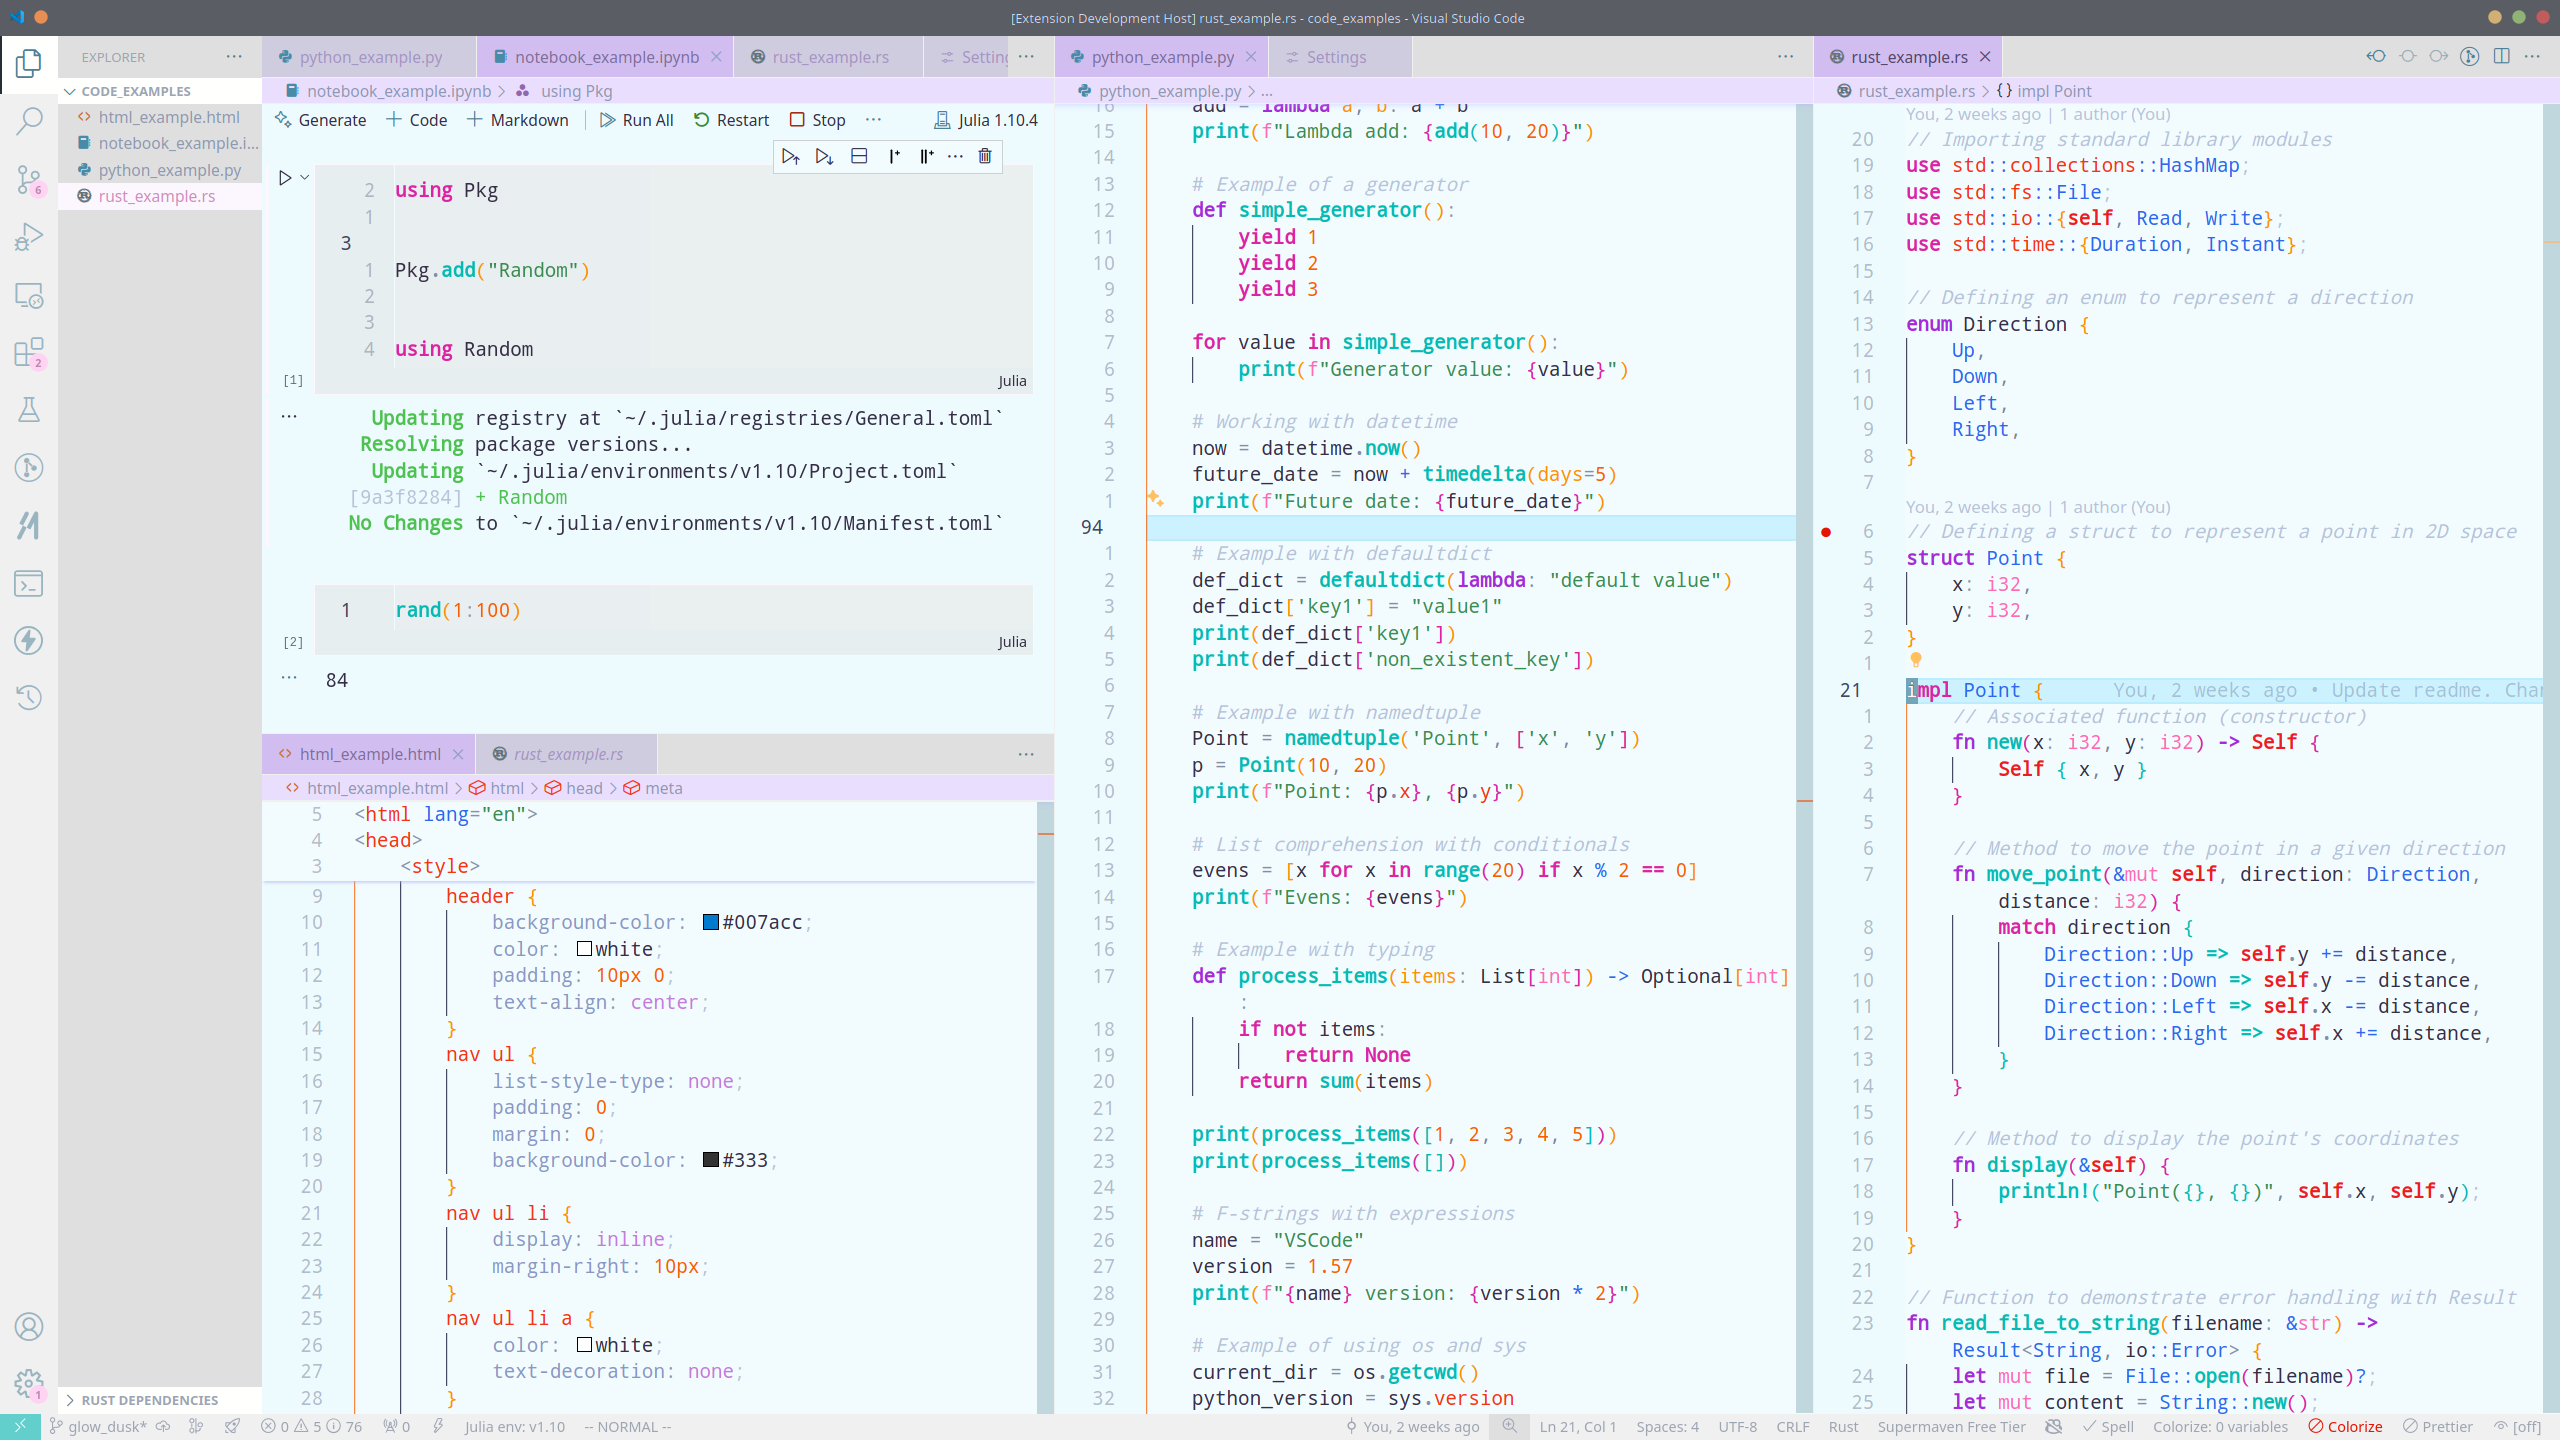 [Extension Development Host] rust_example.rs - code_examples - Visual Studio Code
EXPLORER
CODE_EXAMPLES
html_example.html
notebook_example.i...
python_example.py
rust_example.rs
RUST DEPENDENCIES
6
2
1
python_example.py
notebook_example.ipynb
rust_example.rs
Setting
notebook_example.ipynb > using Pkg
Generate + Code + Markdown Run All Restart Stop ... Julia 1.10.4
2 using Pkg
1
3
1 Pkg.add("Random")
2
3
4 using Random
[1]
Julia
Updating registry at `~/.julia/registries/General.toml`
Resolving package versions...
Updating `~/.julia/environments/v1.10/Project.toml`
[9a3f8284] + Random
No Changes to `~/.julia/environments/v1.10/Manifest.toml`
1 rand(1:100)
[2]
Julia
84
html_example.html
rust_example.rs
html_example.html > html > head > meta
5 <html lang="en">
4 <head>
3 <style>
9 header {
10 background-color: #007acc;
11 color: white;
12 padding: 10px 0;
13 text-align: center;
14 }
15 nav ul {
16 list-style-type: none;
17 padding: 0;
18 margin: 0;
19 background-color: #333;
20 }
21 nav ul li {
22 display: inline;
23 margin-right: 10px;
24 }
25 nav ul li a {
26 color: white;
27 text-decoration: none;
28 }
python_example.py
Settings
python_example.py > ...
16 add = lambda a, b: a + b
15 print(f"Lambda add: {add(10, 20)}")
14
13 # Example of a generator
12 def simple_generator():
11 yield 1
10 yield 2
9 yield 3
8
7 for value in simple_generator():
6 print(f"Generator value: {value}")
5
4 # Working with datetime
3 now = datetime.now()
2 future_date = now + timedelta(days=5)
1 print(f"Future date: {future_date}")
94
1 # Example with defaultdict
2 def_dict = defaultdict(lambda: "default value")
3 def_dict['key1'] = "value1"
4 print(def_dict['key1'])
5 print(def_dict['non_existent_key'])
6
7 # Example with namedtuple
8 Point = namedtuple('Point', ['x', 'y'])
9 p = Point(10, 20)
10 print(f"Point: {p.x}, {p.y}")
11
12 # List comprehension with conditionals
13 evens = [x for x in range(20) if x % 2 == 0]
14 print(f"Evens: {evens}")
15
16 # Example with typing
17 def process_items(items: List[int]) -> Optional[int]
:
18 if not items:
19 return None
20 return sum(items)
21
22 print(process_items([1, 2, 3, 4, 5]))
23 print(process_items([]))
24
25 # F-strings with expressions
26 name = "VSCode"
27 version = 1.57
28 print(f"{name} version: {version * 2}")
29
30 # Example of using os and sys
31 current_dir = os.getcwd()
32 python_version = sys.version
rust_example.rs
rust_example.rs > {} impl Point
You, 2 weeks ago | 1 author (You)
20 // Importing standard library modules
19 use std::collections::HashMap;
18 use std::fs::File;
17 use std::io::{self, Read, Write};
16 use std::time::{Duration, Instant};
15
14 // Defining an enum to represent a direction
13 enum Direction {
12 Up,
11 Down,
10 Left,
9 Right,
8 }
7
You, 2 weeks ago | 1 author (You)
6 // Defining a struct to represent a point in 2D space
5 struct Point {
4 x: i32,
3 y: i32,
2 }
1
21 impl Point { You, 2 weeks ago • Update readme. Char
1 // Associated function (constructor)
2 fn new(x: i32, y: i32) -> Self {
3 Self { x, y }
4 }
5
6 // Method to move the point in a given direction
7 fn move_point(&mut self, direction: Direction,
distance: i32) {
8 match direction {
9 Direction::Up => self.y += distance,
10 Direction::Down => self.y -= distance,
11 Direction::Left => self.x -= distance,
12 Direction::Right => self.x += distance,
13 }
14 }
15
16 // Method to display the point's coordinates
17 fn display(&self) {
18 println!("Point({}, {})", self.x, self.y);
19 }
20 }
21
22 // Function to demonstrate error handling with Result
23 fn read_file_to_string(filename: &str) ->
Result<String, io::Error> {
24 let mut file = File::open(filename)?;
25 let mut content = String::new();
glow_dusk* 0 5 76 0 Julia env: v1.10 -- NORMAL -- You, 2 weeks ago Ln 21, Col 1 Spaces: 4 UTF-8 CRLF Rust Supermaven Free Tier Spell Colorize: 0 variables Colorize Prettier [off]